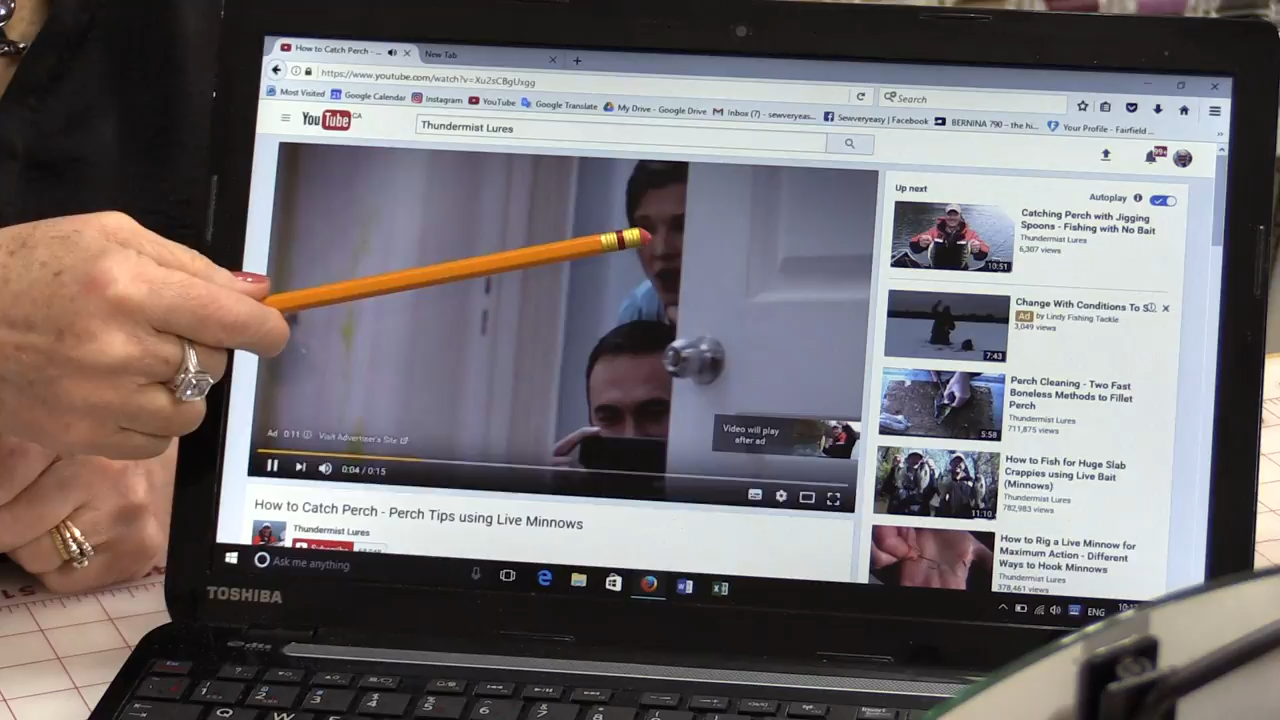 How to Catch Perch - ...
New Tab
https://www.youtube.com/watch?v=Xu2sCBgUxgg
Search
Most Visited
Google Calendar
Instagram
YouTube
Google Translate
My Drive - Google Drive
Inbox (7) - sewveryeas...
Sewveryeasy | Facebook
BERNINA 790 – the hi...
Your Profile - Fairfield ...
YouTube CA
Thundermist Lures
99+
Up next
Autoplay
Catching Perch with Jigging
Spoons - Fishing with No Bait
Thundermist Lures
6,307 views
10:51
Change With Conditions To S
Ad by Lindy Fishing Tackle
3,049 views
7:43
Perch Cleaning - Two Fast
Boneless Methods to Fillet
Perch
Thundermist Lures
711,875 views
5:58
How to Fish for Huge Slab
Crappies using Live Bait
(Minnows)
Thundermist Lures
782,983 views
11:10
How to Rig a Live Minnow for
Maximum Action - Different
Ways to Hook Minnows
Thundermist Lures
378,461 views
Video will play
after ad
Ad 0:11
Visit Advertiser's Site
0:04 / 0:15
How to Catch Perch - Perch Tips using Live Minnows
Thundermist Lures
Subscribe
Ask me anything
ENG
TOSHIBA
dts